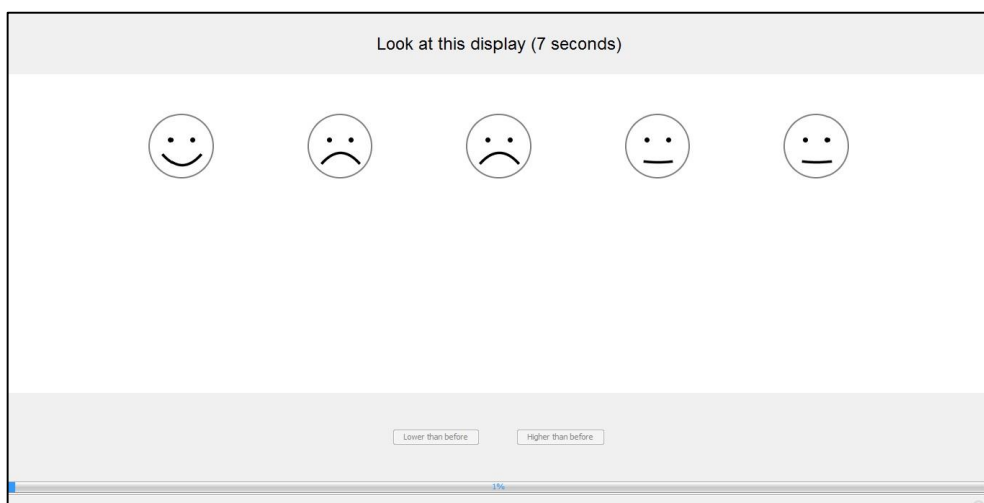 Look at this display (7 seconds)
Lower than before Higher than before
1%